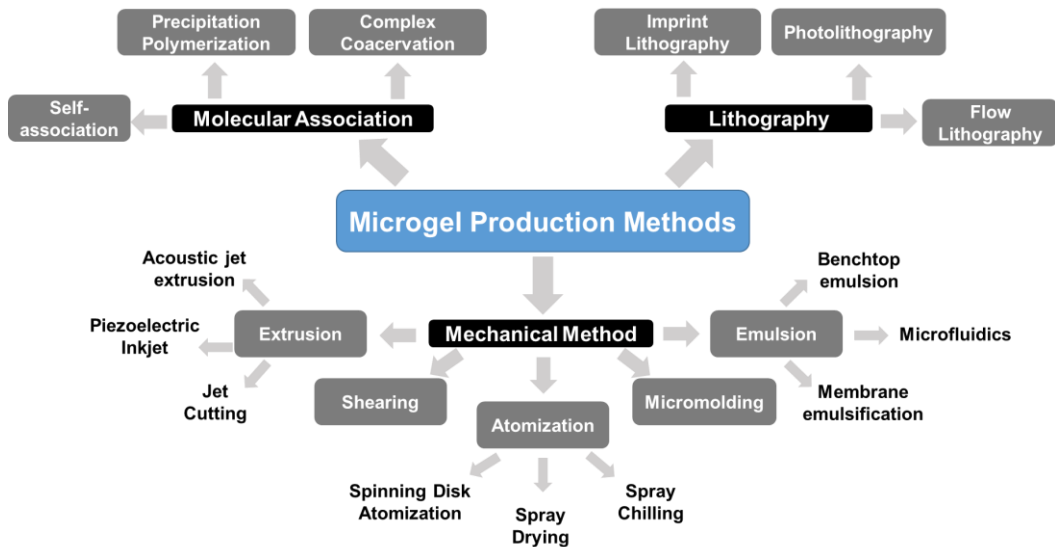 Precipitation
Polymerization
Complex
Coacervation
Imprint
Lithography
Photolithography
Self-
association
Molecular Association
Lithography
Flow
Lithography
Microgel Production Methods
Acoustic jet
extrusion
Benchtop
emulsion
Piezoelectric
Inkjet
Extrusion
Mechanical Method
Emulsion
Microfluidics
Jet
Cutting
Shearing
Micromolding
Membrane
emulsification
Atomization
Spinning Disk
Atomization
Spray
Drying
Spray
Chilling